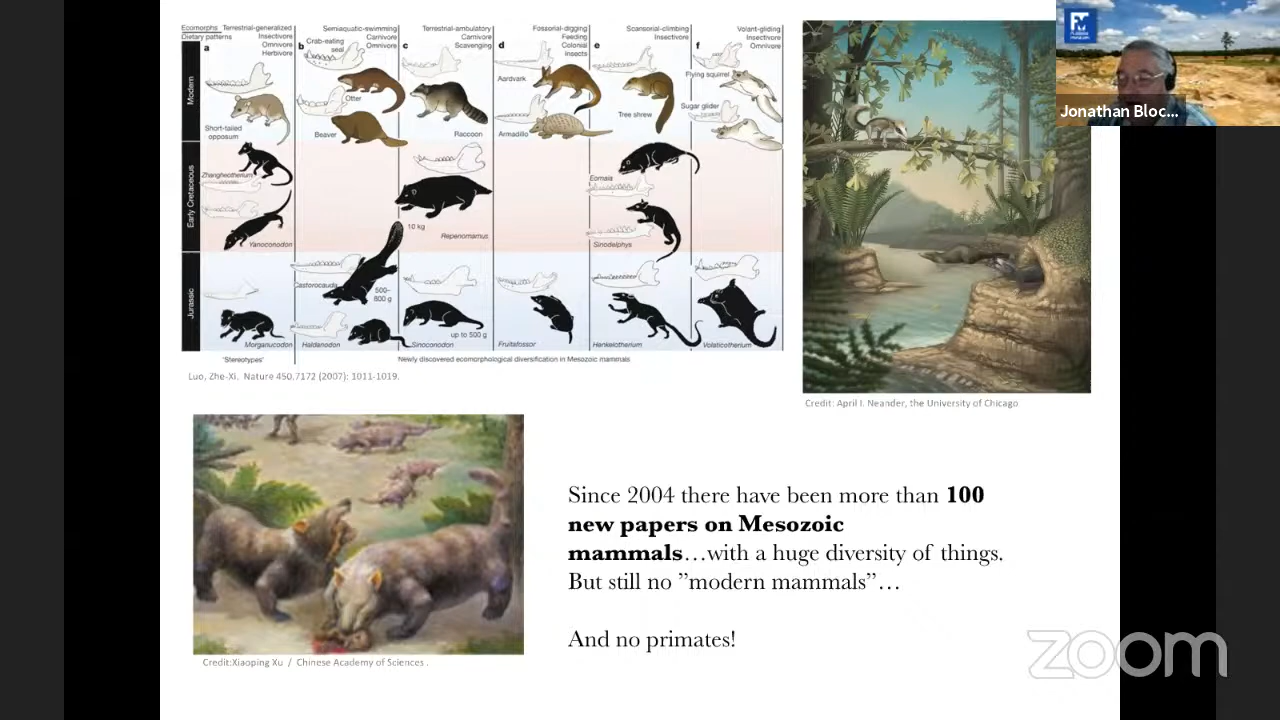 Ecomorphs
Dietary patterns
Terrestrial-generalized
Insectivore
Omnivore
Herbivore
Semiaquatic-swimming
Carnivore
Omnivore
Terrestrial-ambulatory
Carnivore
Scavenging
Fossorial-digging
Feeding
Colonial
insects
Scansorial-climbing
Insectivore
Volant-gliding
Insectivore
Omnivore
a
b
c
d
e
f
Modern
Short-tailed
opossum
Crab-eating
seal
Otter
Beaver
Raccoon
Aardvark
Armadillo
Tree shrew
Flying squirrel
Sugar glider
Early Cretaceous
Zhangheotherium
Yanoconodon
10 kg
Repenomamus
Eomaia
Sinodelphys
Jurassic
Morganucodon
Castorocauda
500–
800 g
Haldanodon
up to 500 g
Sinoconodon
Fruitafossor
Henkelotherium
Volaticotherium
'Stereotypes'
Newly discovered ecomorphological diversification in Mesozoic mammals
Luo, Zhe-Xi. Nature 450.7172 (2007): 1011-1019.
Jonathan Bloc...
Credit: April I. Neander, the University of Chicago
Credit:Xiaoping Xu / Chinese Academy of Sciences .
Since 2004 there have been more than 100
new papers on Mesozoic
mammals…with a huge diversity of things.
But still no ”modern mammals”…
And no primates!
zoom